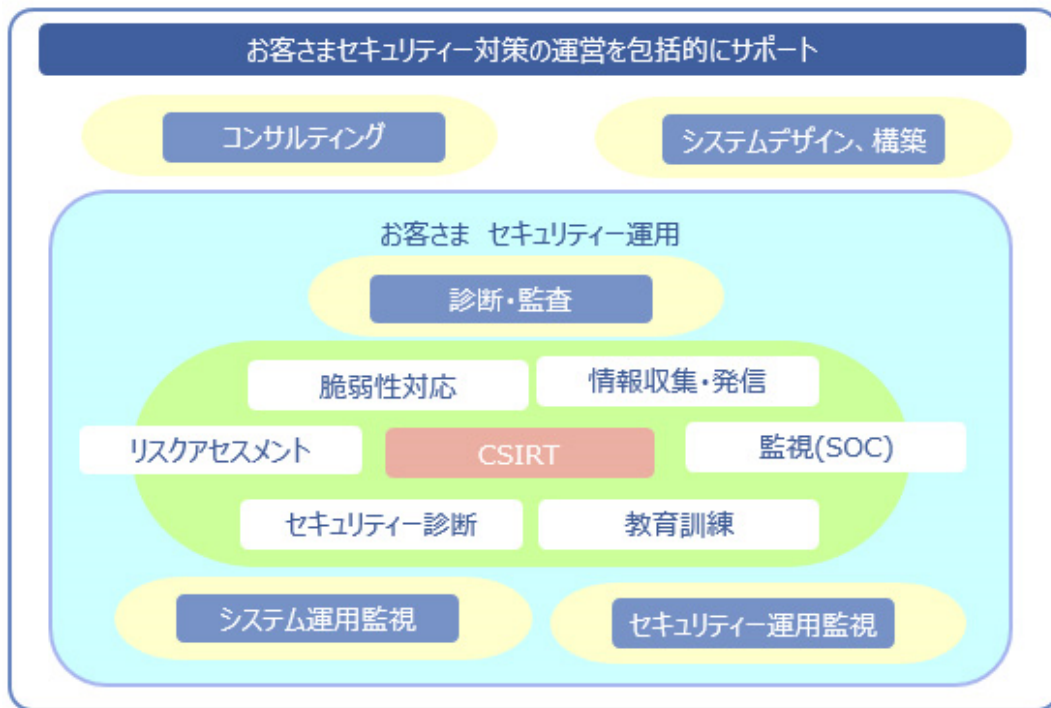 お客さまセキュリティー対策の運営を包括的にサポート
コンサルティング
システムデザイン、構築
お客さま セキュリティー運用
診断・監査
脆弱性対応
情報収集・発信
リスクアセスメント
CSIRT
監視(SOC)
セキュリティー診断
教育訓練
システム運用監視
セキュリティー運用監視